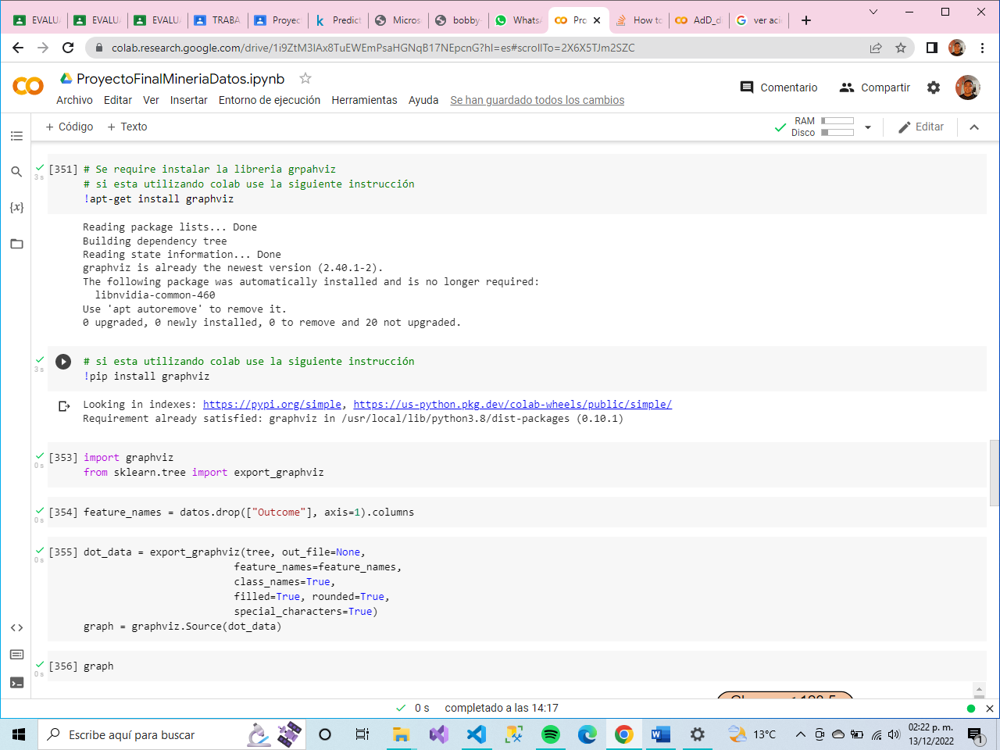 EVALUA
EVALUA
EVALUA
TRABA
Proyec
Predict
Micros
bobby-
WhatsA
Pro
How to
AdD_d
ver aci
colab.research.google.com/drive/1i9ZtM3lAx8TuEWEmPsaHGNqB17NEpcnG?hl=es#scrollTo=2X6X5TJm2SZC
ProyectoFinalMineriaDatos.ipynb
Archivo Editar Ver Insertar Entorno de ejecución Herramientas Ayuda Se han guardado todos los cambios
Comentario Compartir
+ Código + Texto
RAM
Disco
Editar
[351] # Se require instalar la libreria grpahviz
3 s
# si esta utilizando colab use la siguiente instrucción
!apt-get install graphviz
Reading package lists... Done
Building dependency tree
Reading state information... Done
graphviz is already the newest version (2.40.1-2).
The following package was automatically installed and is no longer required:
libnvidia-common-460
Use 'apt autoremove' to remove it.
0 upgraded, 0 newly installed, 0 to remove and 20 not upgraded.
# si esta utilizando colab use la siguiente instrucción
3 s
!pip install graphviz
Looking in indexes: https://pypi.org/simple, https://us-python.pkg.dev/colab-wheels/public/simple/
Requirement already satisfied: graphviz in /usr/local/lib/python3.8/dist-packages (0.10.1)
[353] import graphviz
0 s
from sklearn.tree import export_graphviz
[354] feature_names = datos.drop(["Outcome"], axis=1).columns
0 s
[355] dot_data = export_graphviz(tree, out_file=None,
0 s
feature_names=feature_names,
class_names=True,
filled=True, rounded=True,
special_characters=True)
graph = graphviz.Source(dot_data)
[356] graph
0 s
0 s completado a las 14:17
Escribe aquí para buscar
13°C
02:22 p. m.
13/12/2022
1